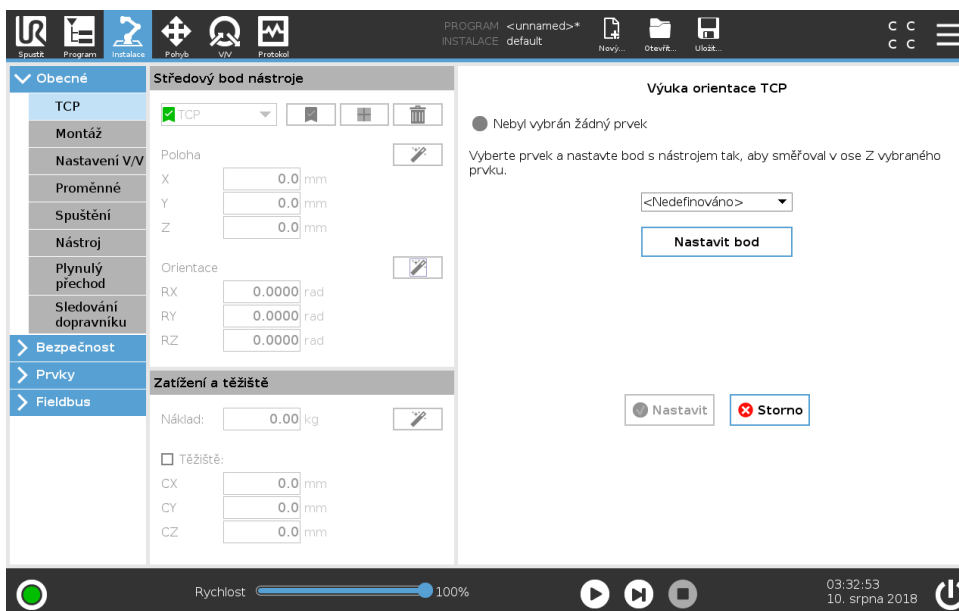 PROGRAM <unnamed>*
INSTALACE default
Spustit
Program
Instalace
Pohyb
V/V
Protokol
Nový...
Otevřít...
Uložit...
C C
C C
Obecné
TCP
Montáž
Nastavení V/V
Proměnné
Spuštění
Nástroj
Plynulý
přechod
Sledování
dopravníku
Bezpečnost
Prvky
Fieldbus
Středový bod nástroje
TCP
Poloha
X 0.0 mm
Y 0.0 mm
Z 0.0 mm
Orientace
RX 0.0000 rad
RY 0.0000 rad
RZ 0.0000 rad
Zatížení a těžiště
Náklad: 0.00 kg
Těžiště:
CX 0.0 mm
CY 0.0 mm
CZ 0.0 mm
Výuka orientace TCP
Nebyl vybrán žádný prvek
Vyberte prvek a nastavte bod s nástrojem tak, aby směřoval v ose Z vybraného
prvku.
<Nedefinováno>
Nastavit bod
Nastavit
Storno
Rychlost 100%
03:32:53
10. srpna 2018